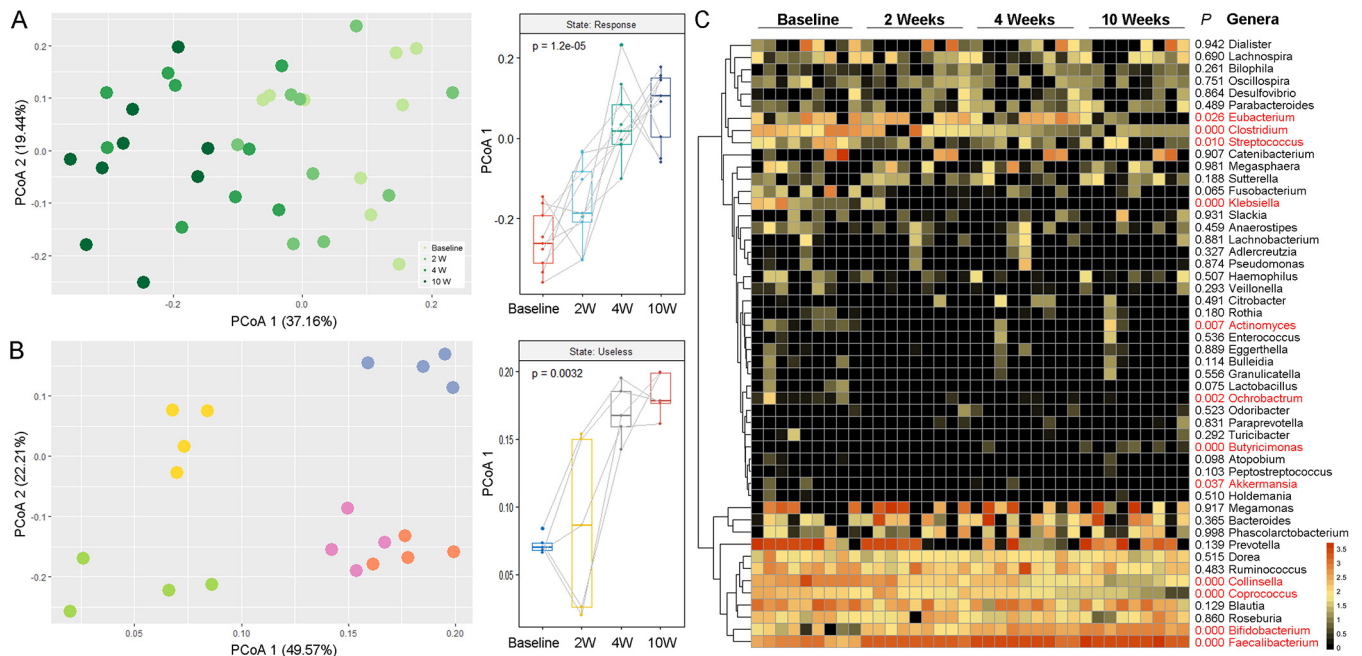 A
0.2
0.1
0.0
-0.1
-0.2
PCoA 2 (19.44%)
-0.2
0.0
0.2
PCoA 1 (37.16%)
Baseline
2 W
4 W
10 W
State: Response
p = 1.2e-05
0.2
0.0
-0.2
PCoA 1
Baseline
2W
4W
10W
B
0.1
0.0
-0.1
-0.2
PCoA 2 (22.21%)
0.05
0.10
0.15
0.20
PCoA 1 (49.57%)
State: Useless
p = 0.0032
0.20
0.15
0.10
0.05
PCoA 1
Baseline
2W
4W
10W
C
Baseline 2 Weeks 4 Weeks 10 Weeks P Genera
0.942 Dialister
0.690 Lachnospira
0.261 Bilophila
0.751 Oscillospira
0.864 Desulfovibrio
0.489 Parabacteroides
0.026 Eubacterium
0.000 Clostridium
0.010 Streptococcus
0.907 Catenibacterium
0.981 Megasphaera
0.188 Sutterella
0.065 Fusobacterium
0.000 Klebsiella
0.931 Slackia
0.459 Anaerostipes
0.881 Lachnobacterium
0.327 Adlercreutzia
0.874 Pseudomonas
0.507 Haemophilus
0.293 Veillonella
0.491 Citrobacter
0.180 Rothia
0.007 Actinomyces
0.536 Enterococcus
0.889 Eggerthella
0.114 Bulleidia
0.556 Granulicatella
0.075 Lactobacillus
0.002 Ochrobactrum
0.523 Odoribacter
0.831 Paraprevotella
0.292 Turicibacter
0.000 Butyricimonas
0.098 Atopobium
0.103 Peptostreptococcus
0.037 Akkermansia
0.510 Holdemania
0.917 Megamonas
0.365 Bacteroides
0.998 Phascolarctobacterium
0.139 Prevotella
0.515 Dorea
0.483 Ruminococcus
0.000 Collinsella
0.000 Coprococcus
0.129 Blautia
0.860 Roseburia
0.000 Bifidobacterium
0.000 Faecalibacterium
3.5
3
2.5
2
1.5
1
0.5
0